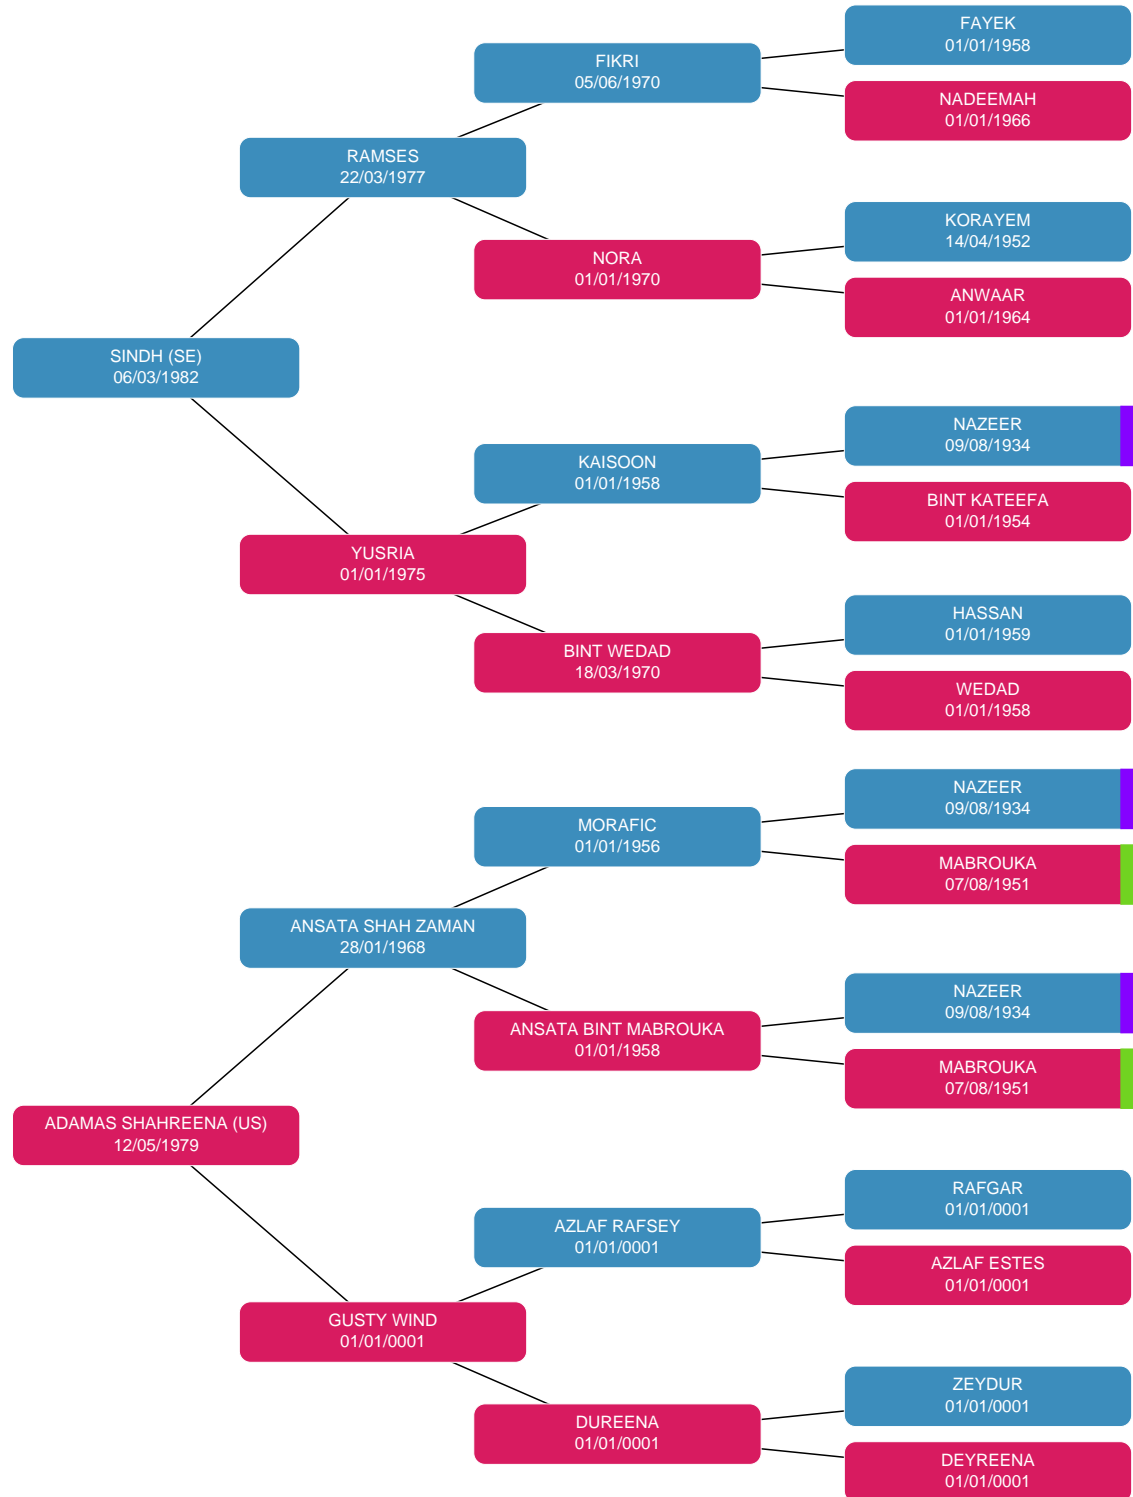 FAYEK
01/01/1958
FIKRI
05/06/1970
NADEEMAH
01/01/1966
RAMSES
22/03/1977
KORAYEM
14/04/1952
NORA
01/01/1970
ANWAAR
01/01/1964
SINDH (SE)
06/03/1982
NAZEER
09/08/1934
KAISOON
01/01/1958
BINT KATEEFA
01/01/1954
YUSRIA
01/01/1975
HASSAN
01/01/1959
BINT WEDAD
18/03/1970
WEDAD
01/01/1958
NAZEER
09/08/1934
MORAFIC
01/01/1956
MABROUKA
07/08/1951
ANSATA SHAH ZAMAN
28/01/1968
NAZEER
09/08/1934
ANSATA BINT MABROUKA
01/01/1958
MABROUKA
07/08/1951
ADAMAS SHAHREENA (US)
12/05/1979
RAFGAR
01/01/0001
AZLAF RAFSEY
01/01/0001
AZLAF ESTES
01/01/0001
GUSTY WIND
01/01/0001
ZEYDUR
01/01/0001
DUREENA
01/01/0001
DEYREENA
01/01/0001